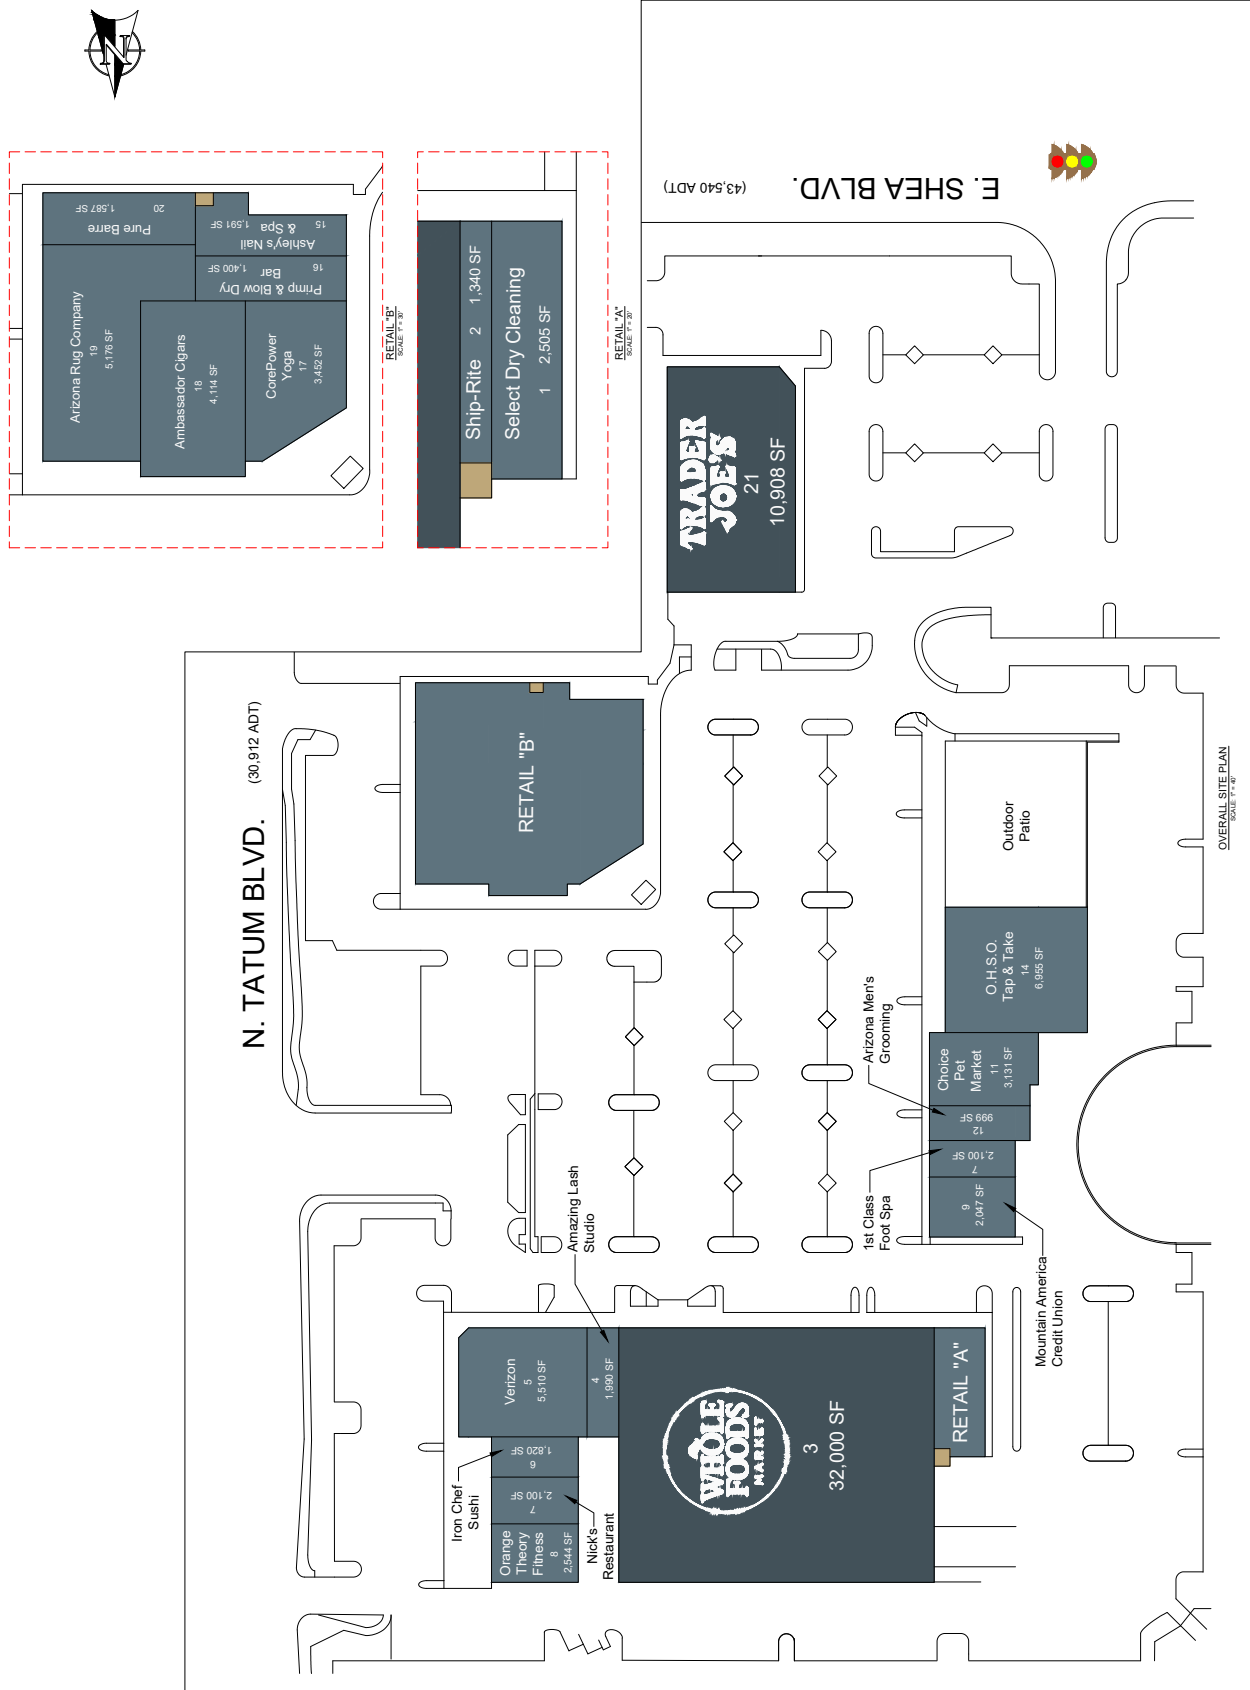 N
Pure Barre
20
1,587 SF
Ashley's Nail
& Spa
15
1,591 SF
Primp & Blow Dry
Bar
16
1,400 SF
Arizona Rug Company
19
5,176 SF
Ambassador Cigars
18
4,114 SF
CorePower
Yoga
17
3,452 SF
RETAIL "B"
SCALE: 1" = 30'
Ship-Rite 2 1,340 SF
Select Dry Cleaning
1 2,505 SF
RETAIL "A"
SCALE: 1" = 20'
E. SHEA BLVD.
(43,540 ADT)
TRADER
JOE'S
21
10,908 SF
N. TATUM BLVD.
(30,912 ADT)
RETAIL "B"
Outdoor
Patio
O.H.S.O.
Tap & Take
14
6,955 SF
Choice
Pet
Market
11
3,131 SF
Arizona Men's
Grooming
12
999 SF
1st Class
Foot Spa
7
2,100 SF
9
2,047 SF
Mountain America
Credit Union
Amazing Lash
Studio
4
1,990 SF
Verizon
5
5,510 SF
Iron Chef
Sushi
6
1,820 SF
Nick's
Restaurant
7
2,100 SF
Orange
Theory
Fitness
8
2,544 SF
WHOLE
FOODS
MARKET
3
32,000 SF
RETAIL "A"
OVERALL SITE PLAN
SCALE: 1" = 40'